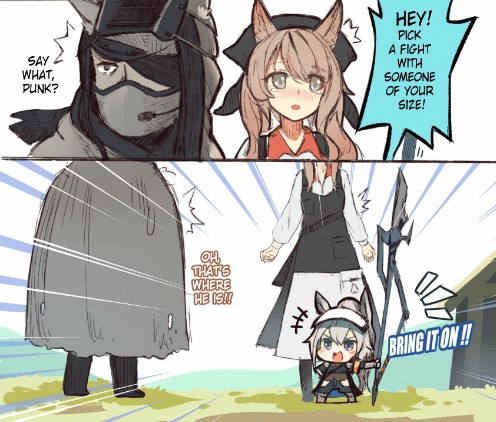 SAY
WHAT,
PUNK?
HEY!
PICK
A FIGHT
WITH
SOMEONE
OF YOUR
SIZE!
OH,
THAT'S
WHERE
HE IS!!
BRING IT ON!!